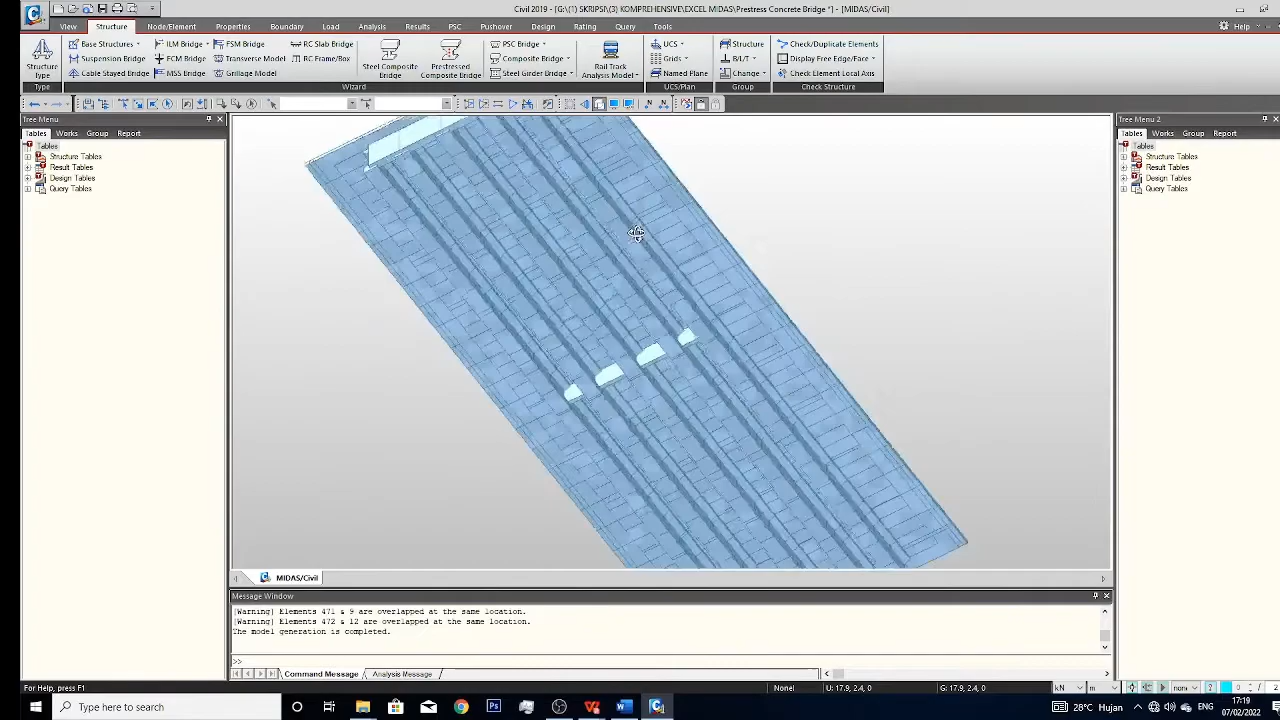 Civil 2019 - [G:\(1) SKRIPSI\(3) KOMPREHENSIVE\EXCEL MIDAS\Prestress Concrete Bridge *] - [MIDAS/Civil]
View Structure Node/Element Properties Boundary Load Analysis Results PSC Pushover Design Rating Query Tools Help
Structure Type
Base Structures
Suspension Bridge
Cable Stayed Bridge
ILM Bridge
FCM Bridge
MSS Bridge
FSM Bridge
Transverse Model
Grillage Model
RC Slab Bridge
RC Frame/Box
Steel Composite Bridge
Prestressed Composite Bridge
PSC Bridge
Composite Bridge
Steel Girder Bridge
Rail Track Analysis Model
UCS
Grids
Named Plane
Structure
B/L/T
Change
Check/Duplicate Elements
Display Free Edge/Face
Check Element Local Axis
Type Wizard UCS/Plan Group Check Structure
Tree Menu
Tables Works Group Report
Tables
Structure Tables
Result Tables
Design Tables
Query Tables
Tree Menu 2
Tables Works Group Report
Tables
Structure Tables
Result Tables
Design Tables
Query Tables
MIDAS/Civil
Message Window
[Warning] Elements 471 & 9 are overlapped at the same location.
[Warning] Elements 472 & 12 are overlapped at the same location.
The model generation is completed.
>>
Command Message Analysis Message
For Help, press F1 None! U: 17.9, 2.4, 0 G: 17.9, 2.4, 0 kN m non 0 / 2
Type here to search
28°C Hujan ENG
17:19
07/02/2022